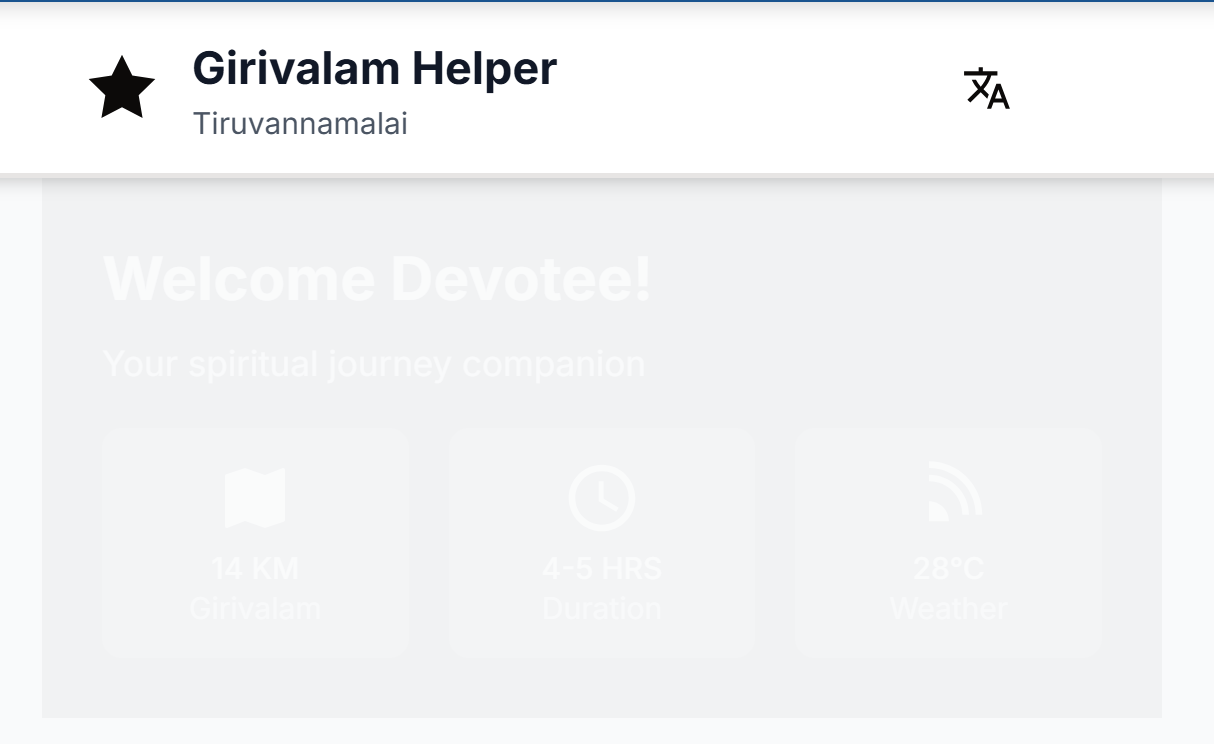 Girivalam Helper
Tiruvannamalai
Welcome Devotee!
Your spiritual journey companion
14 KM
Girivalam
4-5 HRS
Duration
28°C
Weather